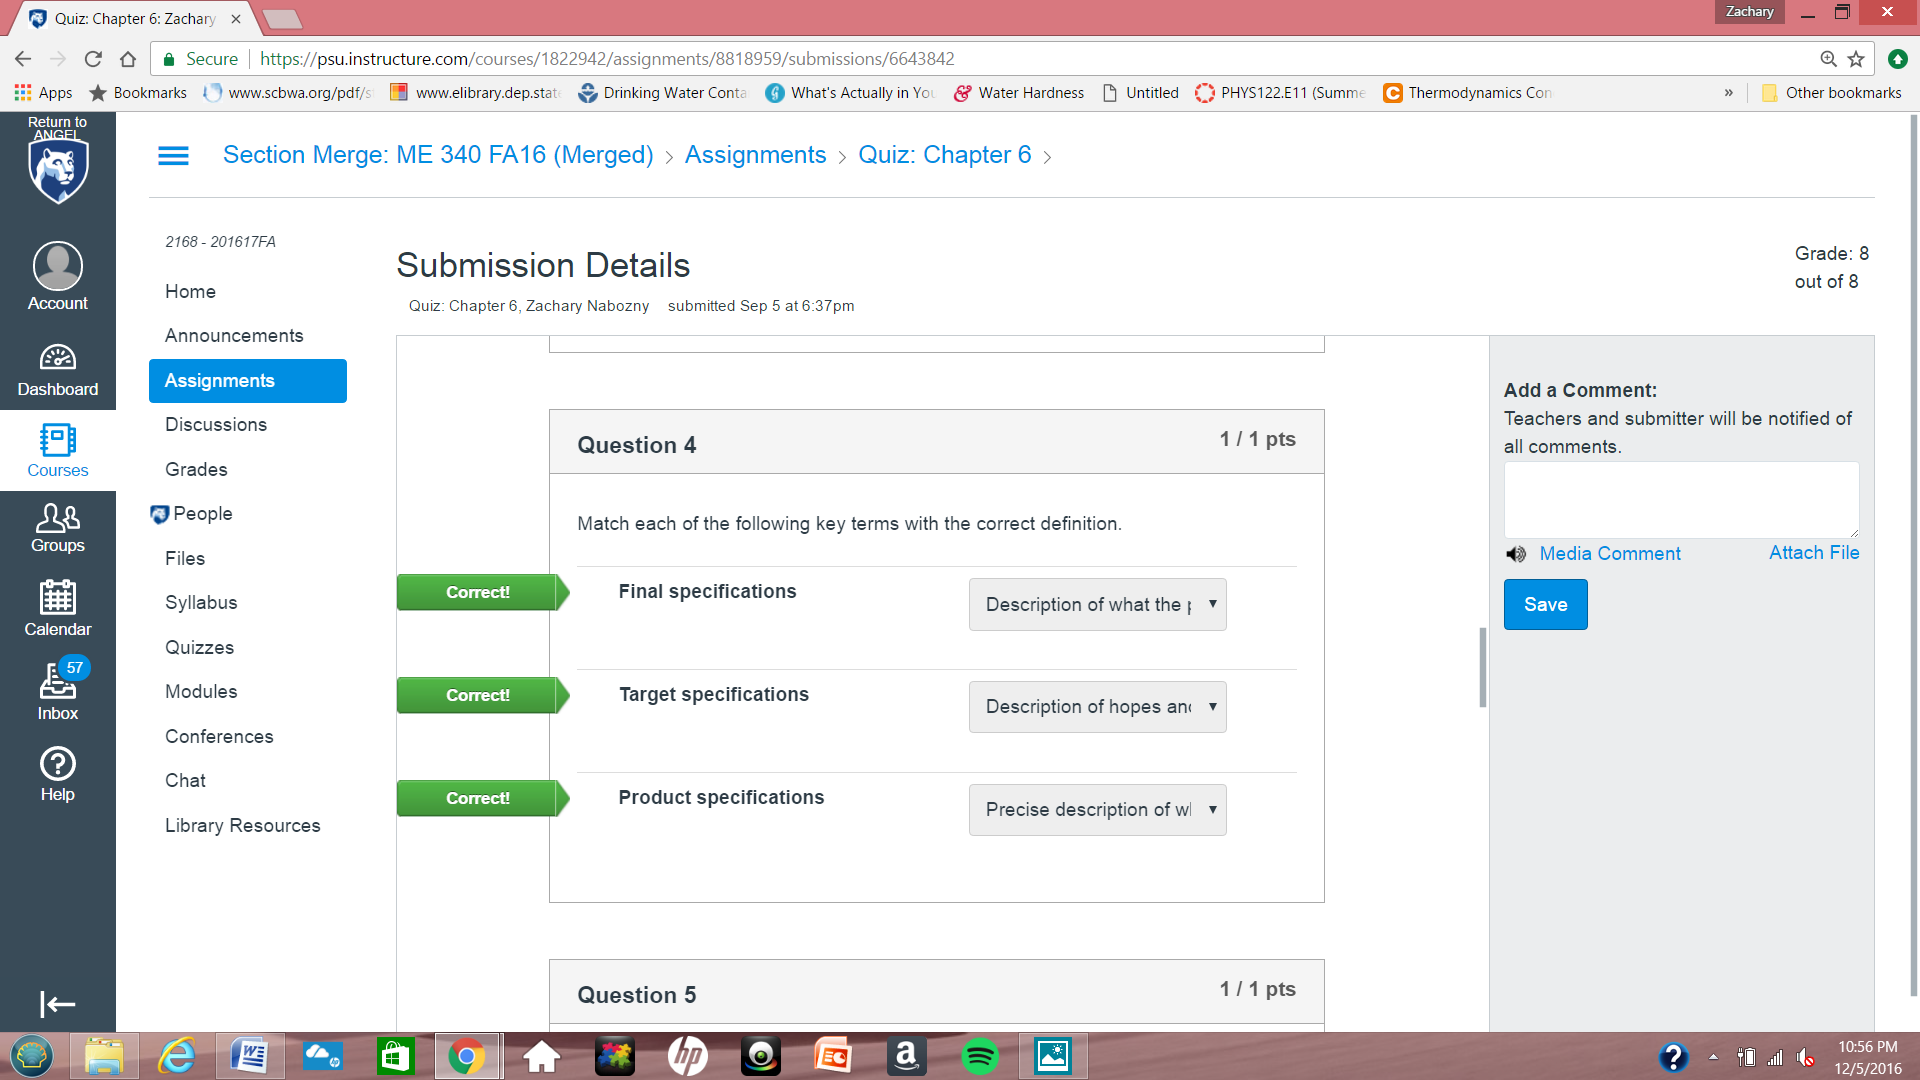 Quiz: Chapter 6: Zachary
Zachary
Secure https://psu.instructure.com/courses/1822942/assignments/8818959/submissions/6643842
Apps Bookmarks www.scbwa.org/pdf/s www.elibrary.dep.stat Drinking Water Conta What's Actually in You Water Hardness Untitled PHYS122.E11 (Summe Thermodynamics Con » Other bookmarks
Return to
ANGEL
Section Merge: ME 340 FA16 (Merged) > Assignments > Quiz: Chapter 6 >
Account
Dashboard
Courses
Groups
Calendar
57
Inbox
Help
2168 - 201617FA
Home
Announcements
Assignments
Discussions
Grades
People
Files
Syllabus
Quizzes
Modules
Conferences
Chat
Library Resources
Submission Details
Quiz: Chapter 6, Zachary Nabozny submitted Sep 5 at 6:37pm
Grade: 8
out of 8
Question 4 1 / 1 pts
Match each of the following key terms with the correct definition.
Correct! Final specifications Description of what the p
Correct! Target specifications Description of hopes and
Correct! Product specifications Precise description of wh
Question 5 1 / 1 pts
Add a Comment:
Teachers and submitter will be notified of
all comments.
Media Comment Attach File
Save
10:56 PM
12/5/2016